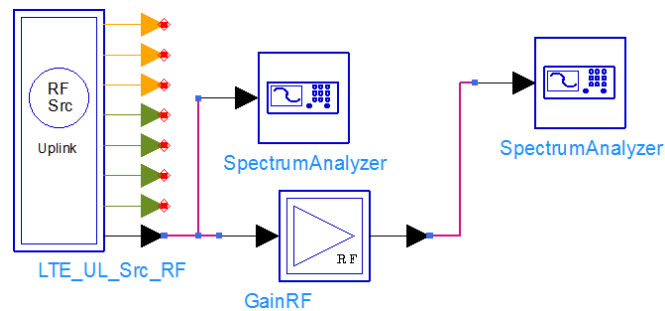 RF
Src
Uplink
LTE_UL_Src_RF
SpectrumAnalyzer
SpectrumAnalyzer
RF
GainRF